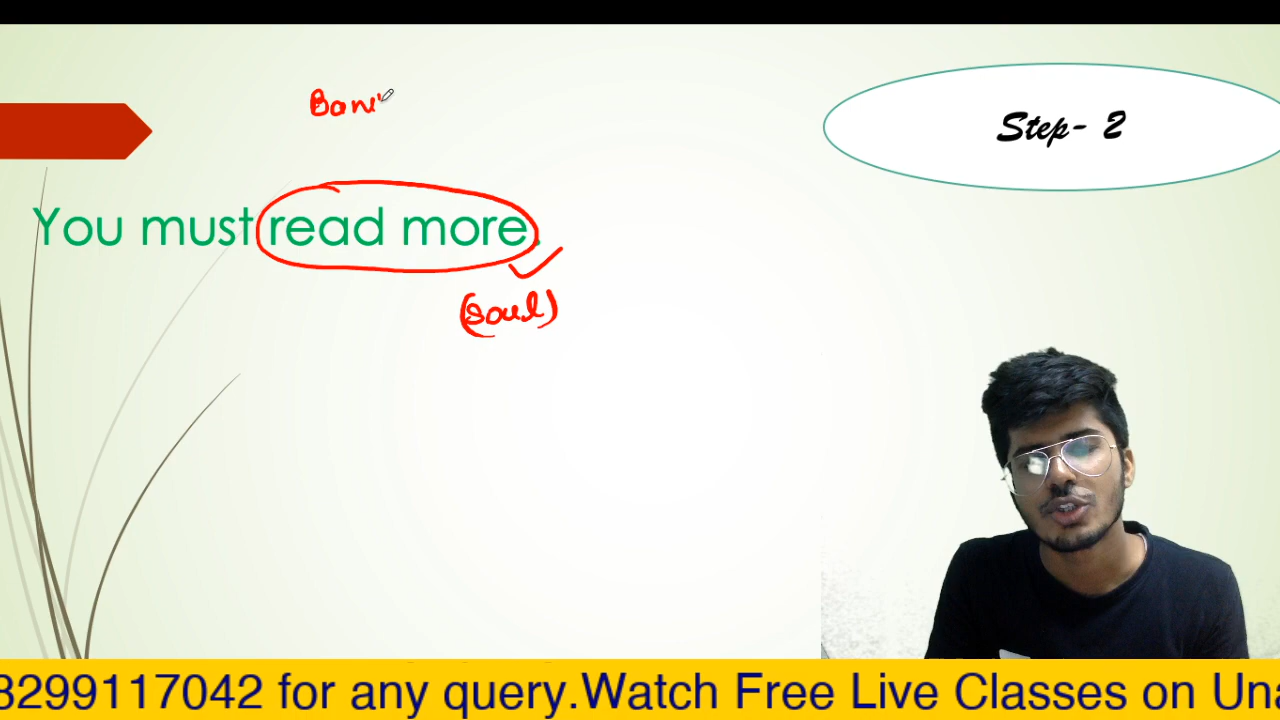 Step- 2
You must read more.
(soul)
8299117042 for any query.Watch Free Live Classes on Una